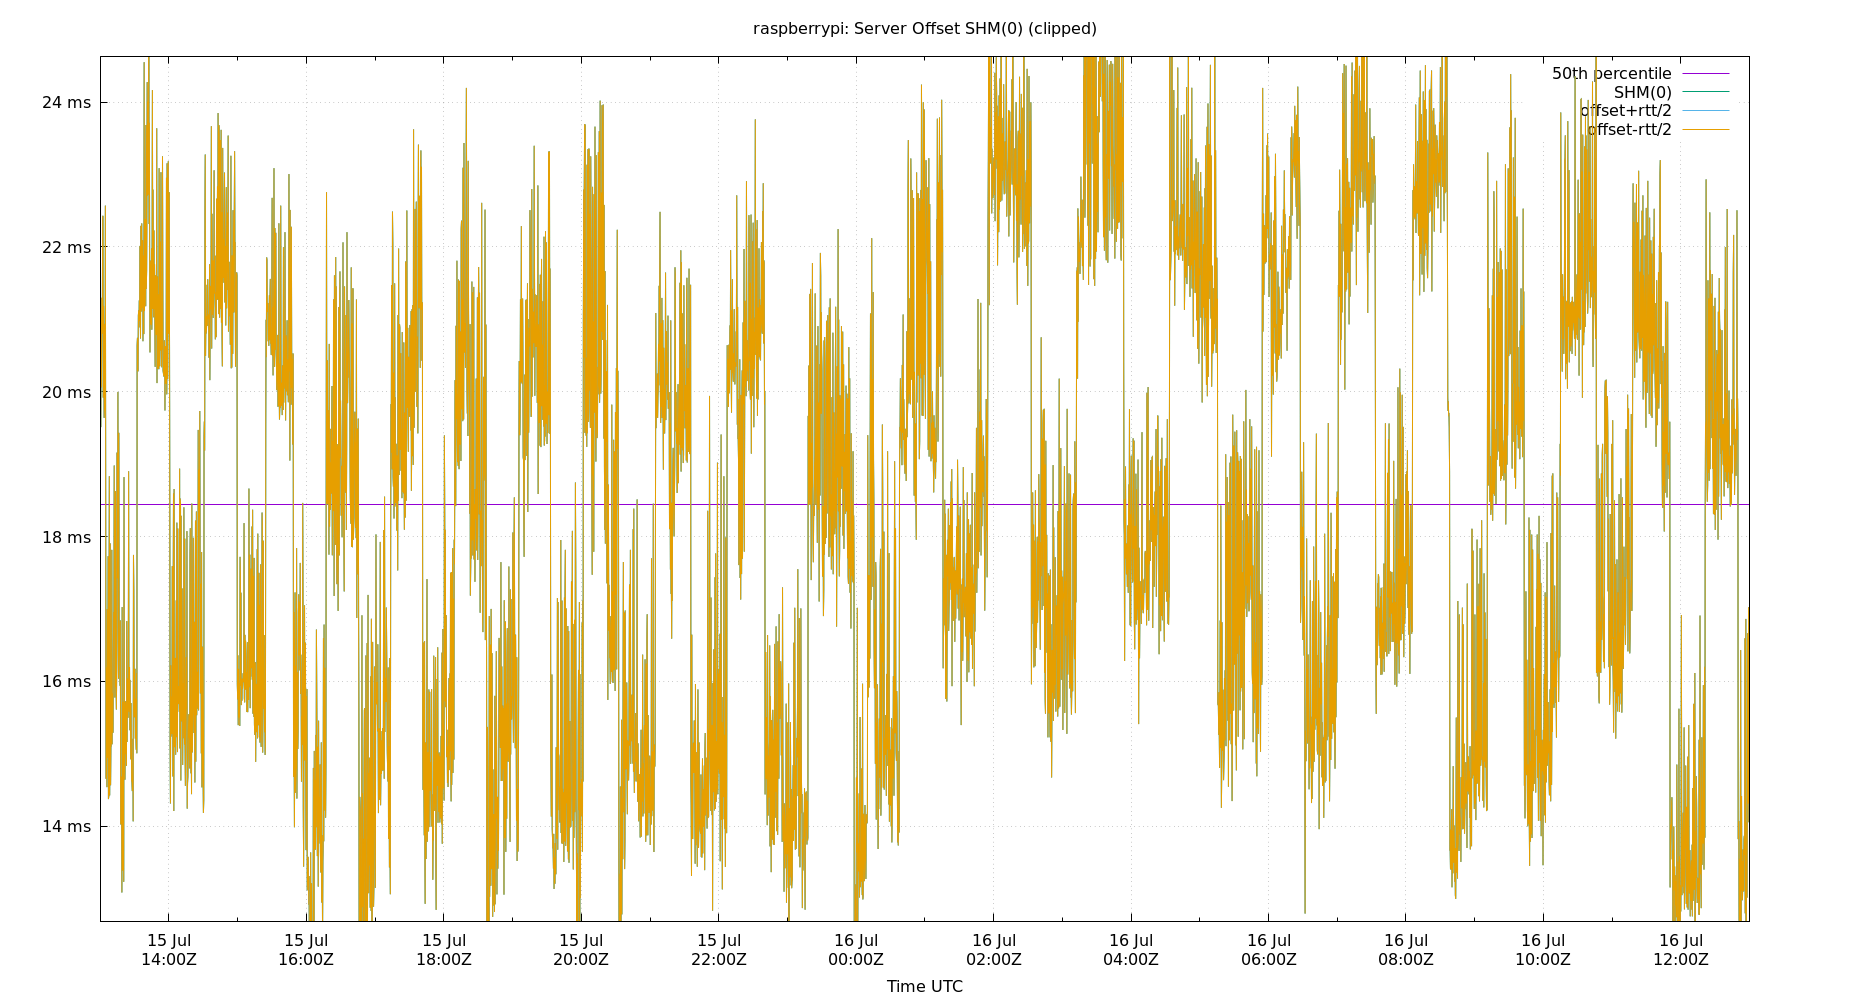 raspberrypi: Server Offset SHM(0) (clipped)
50th percentile
SHM(0)
offset+rtt/2
offset-rtt/2
24 ms
22 ms
20 ms
18 ms
16 ms
14 ms
15 Jul 15 Jul 15 Jul 15 Jul 15 Jul 16 Jul 16 Jul 16 Jul 16 Jul 16 Jul 16 Jul 16 Jul
14:00Z 16:00Z 18:00Z 20:00Z 22:00Z 00:00Z 02:00Z 04:00Z 06:00Z 08:00Z 10:00Z 12:00Z
Time UTC